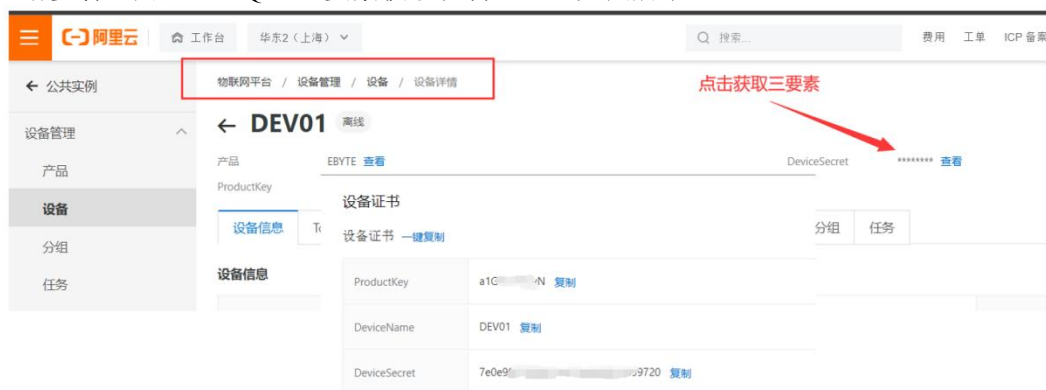 阿里云 工作台 华东2（上海） 搜索... 费用 工单 ICP 备案
公共实例 物联网平台 / 设备管理 / 设备 / 设备详情 点击获取三要素
设备管理 DEV01 离线
产品 产品 EBYTE 查看 DeviceSecret ******** 查看
ProductKey 设备证书
设备 设备信息 设备证书 一键复制 分组 任务
分组
任务 设备信息 ProductKey 复制
DeviceName DEV01 复制
DeviceSecret 复制